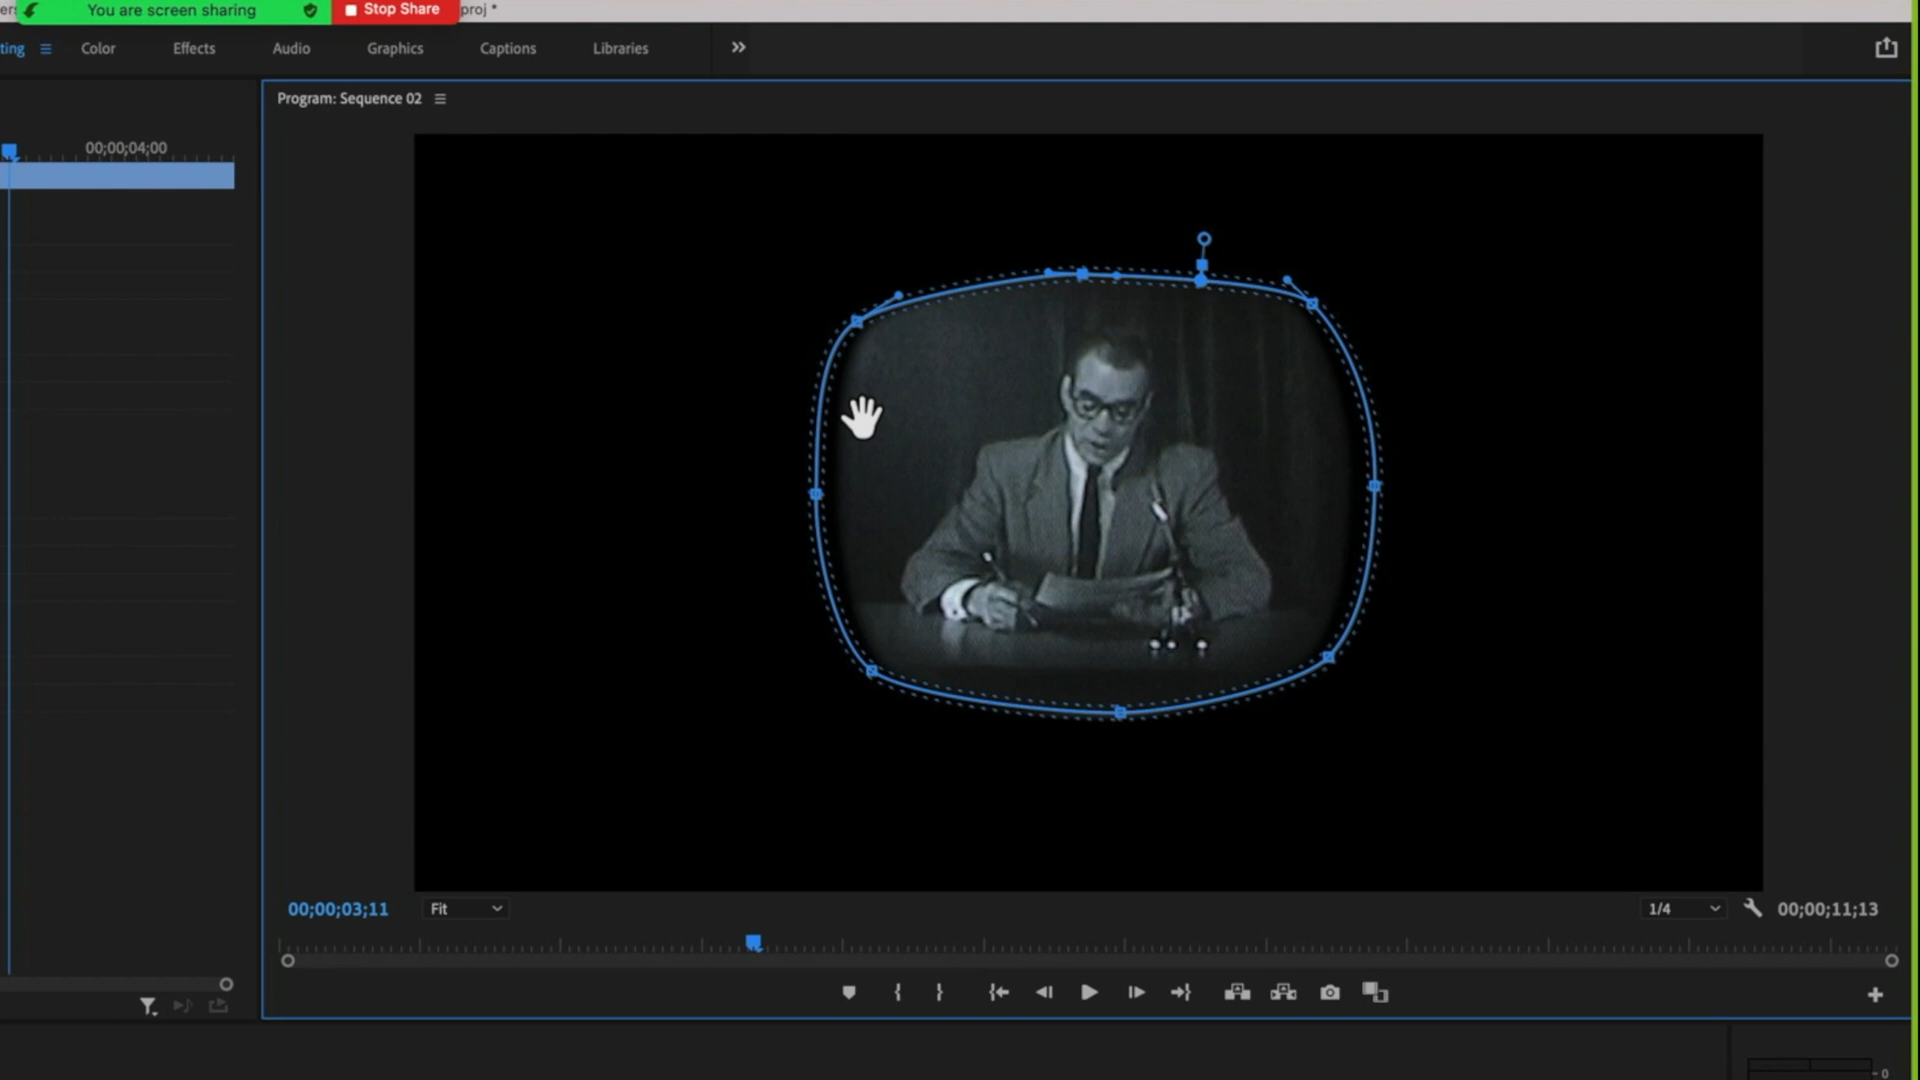 You are screen sharing
Stop Share
proj *
ting
Color
Effects
Audio
Graphics
Captions
Libraries
Program: Sequence 02
00;00;04;00
00;00;03;11
Fit
1/4
00;00;11;13
0